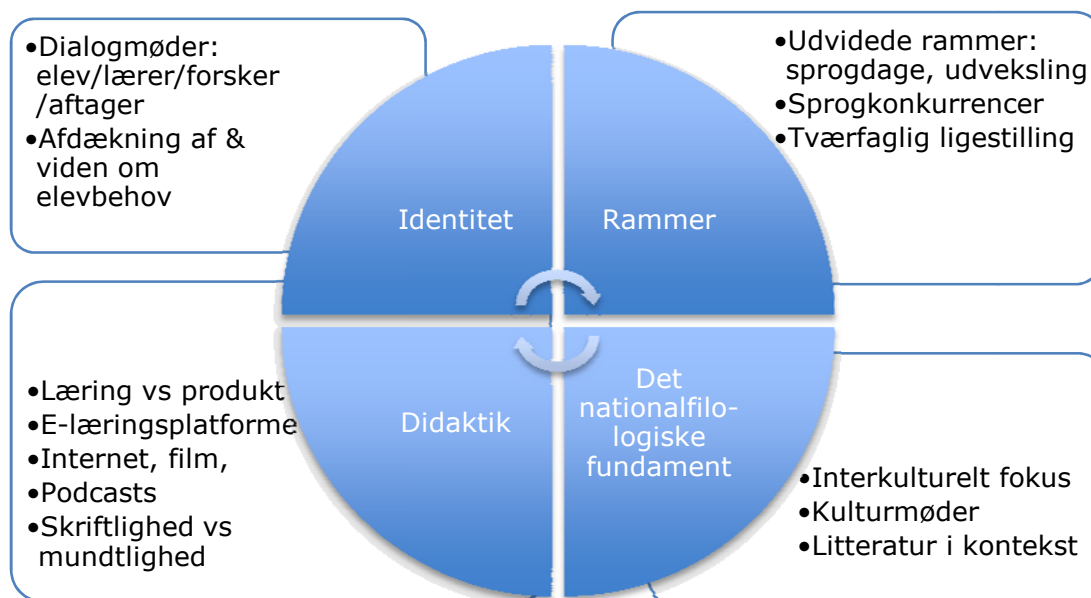 •Dialogmøder:
elev/lærer/forsker
/aftager
•Afdækning af &
viden om
elevbehov
•Udvidede rammer:
sprogdage, udveksling
•Sprogkonkurrencer
•Tværfaglig ligestilling
Identitet
Rammer
Didaktik
Det
nationalfilo-
logiske
fundament
•Læring vs produkt
•E-læringsplatforme
•Internet, film,
•Podcasts
•Skriftlighed vs
mundtlighed
•Interkulturelt fokus
•Kulturmøder
•Litteratur i kontekst